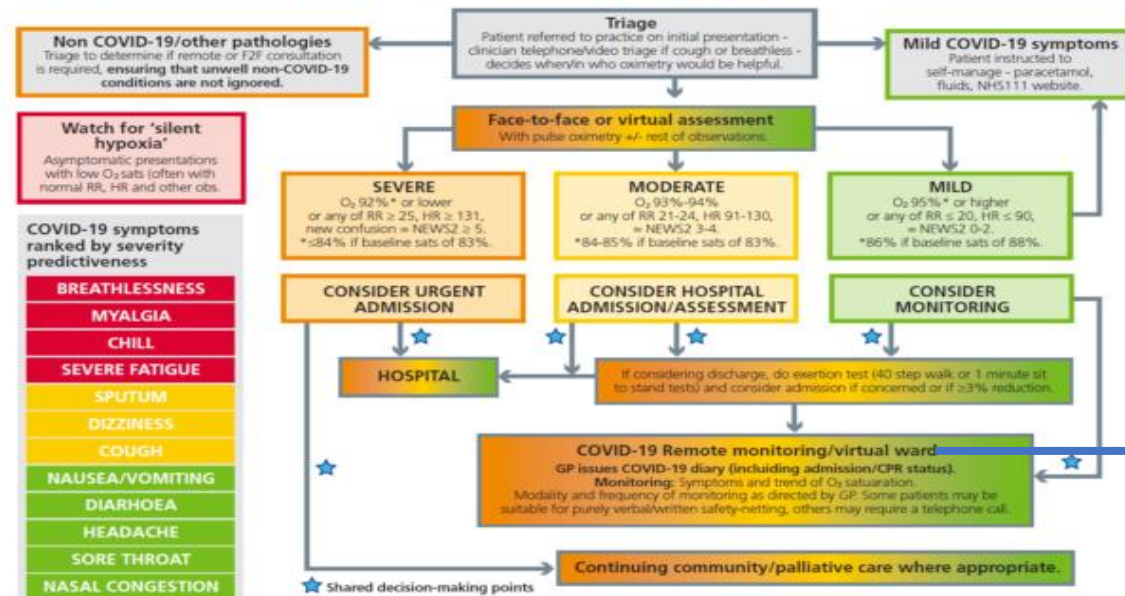 Triage
Patient referred to practice on initial presentation -
clinician telephone/video triage if cough or breathless -
decides when/in who oximetry would be helpful.
Non COVID-19/other pathologies
Triage to determine if remote or F2F consultation
is required, ensuring that unwell non-COVID-19
conditions are not ignored.
Mild COVID-19 symptoms
Patient instructed to
self-manage - paracetamol,
fluids, NHS111 website.
Watch for 'silent
hypoxia'
Asymptomatic presentations
with low O₂ sats (often with
normal RR, HR and other obs.
Face-to-face or virtual assessment
With pulse oximetry +/- rest of observations.
SEVERE
O₂ 92%* or lower
or any of RR ≥ 25, HR ≥ 131,
new confusion = NEWS2 ≥ 5.
*≤84% if baseline sats of 83%.
MODERATE
O₂ 93%-94%
or any of RR 21-24, HR 91-130,
= NEWS2 3-4.
*84-85% if baseline sats of 83%.
MILD
O₂ 95%* or higher
or any of RR ≤ 20, HR ≤ 90,
= NEWS2 0-2.
*86% if baseline sats of 88%.
COVID-19 symptoms
ranked by severity
predictiveness
BREATHLESSNESS
MYALGIA
CHILL
SEVERE FATIGUE
SPUTUM
DIZZINESS
COUGH
NAUSEA/VOMITING
DIARHOEA
HEADACHE
SORE THROAT
NASAL CONGESTION
CONSIDER URGENT
ADMISSION
CONSIDER HOSPITAL
ADMISSION/ASSESSMENT
CONSIDER
MONITORING
HOSPITAL
If considering discharge, do exertion test (40 step walk or 1 minute sit
to stand tests) and consider admission if concerned or if ≥3% reduction.
COVID-19 Remote monitoring/virtual ward
GP issues COVID-19 diary (including admission/CPR status).
Monitoring: Symptoms and trend of O₂ satuaration.
Modality and frequency of monitoring as directed by GP. Some patients may be
suitable for purely verbal/written safety-netting, others may require a telephone call.
Continuing community/palliative care where appropriate.
Shared decision-making points